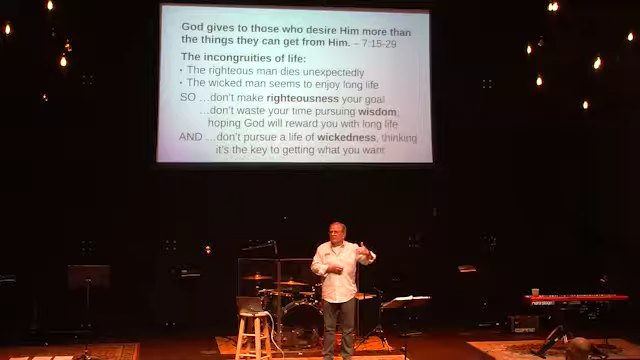 God gives to those who desire Him more than
the things they can get from Him. – 7:15-29
The incongruities of life:
• The righteous man dies unexpectedly
• The wicked man seems to enjoy long life
SO …don't make righteousness your goal
…don't waste your time pursuing wisdom,
hoping God will reward you with long life
AND …don't pursue a life of wickedness, thinking
it's the key to getting what you want